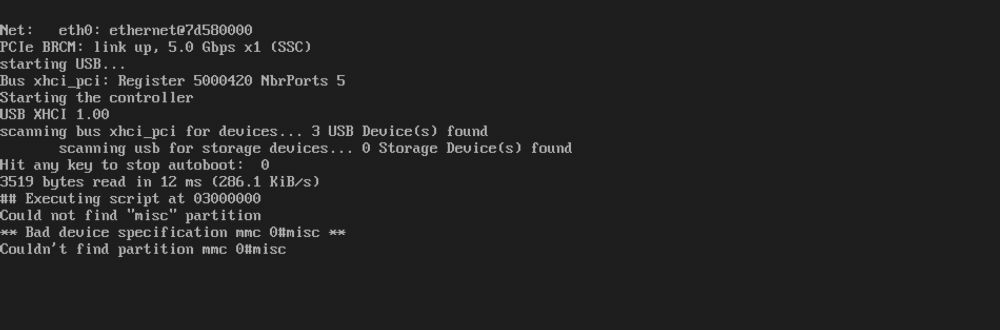 Net:   eth0: ethernet@7d580000
PCIe BRCM: link up, 5.0 Gbps x1 (SSC)
starting USB...
Bus xhci_pci: Register 5000420 NbrPorts 5
Starting the controller
USB XHCI 1.00
scanning bus xhci_pci for devices... 3 USB Device(s) found
       scanning usb for storage devices... 0 Storage Device(s) found
Hit any key to stop autoboot:  0
3519 bytes read in 12 ms (286.1 KiB/s)
## Executing script at 03000000
Could not find "misc" partition
** Bad device specification mmc 0#misc **
Couldn't find partition mmc 0#misc